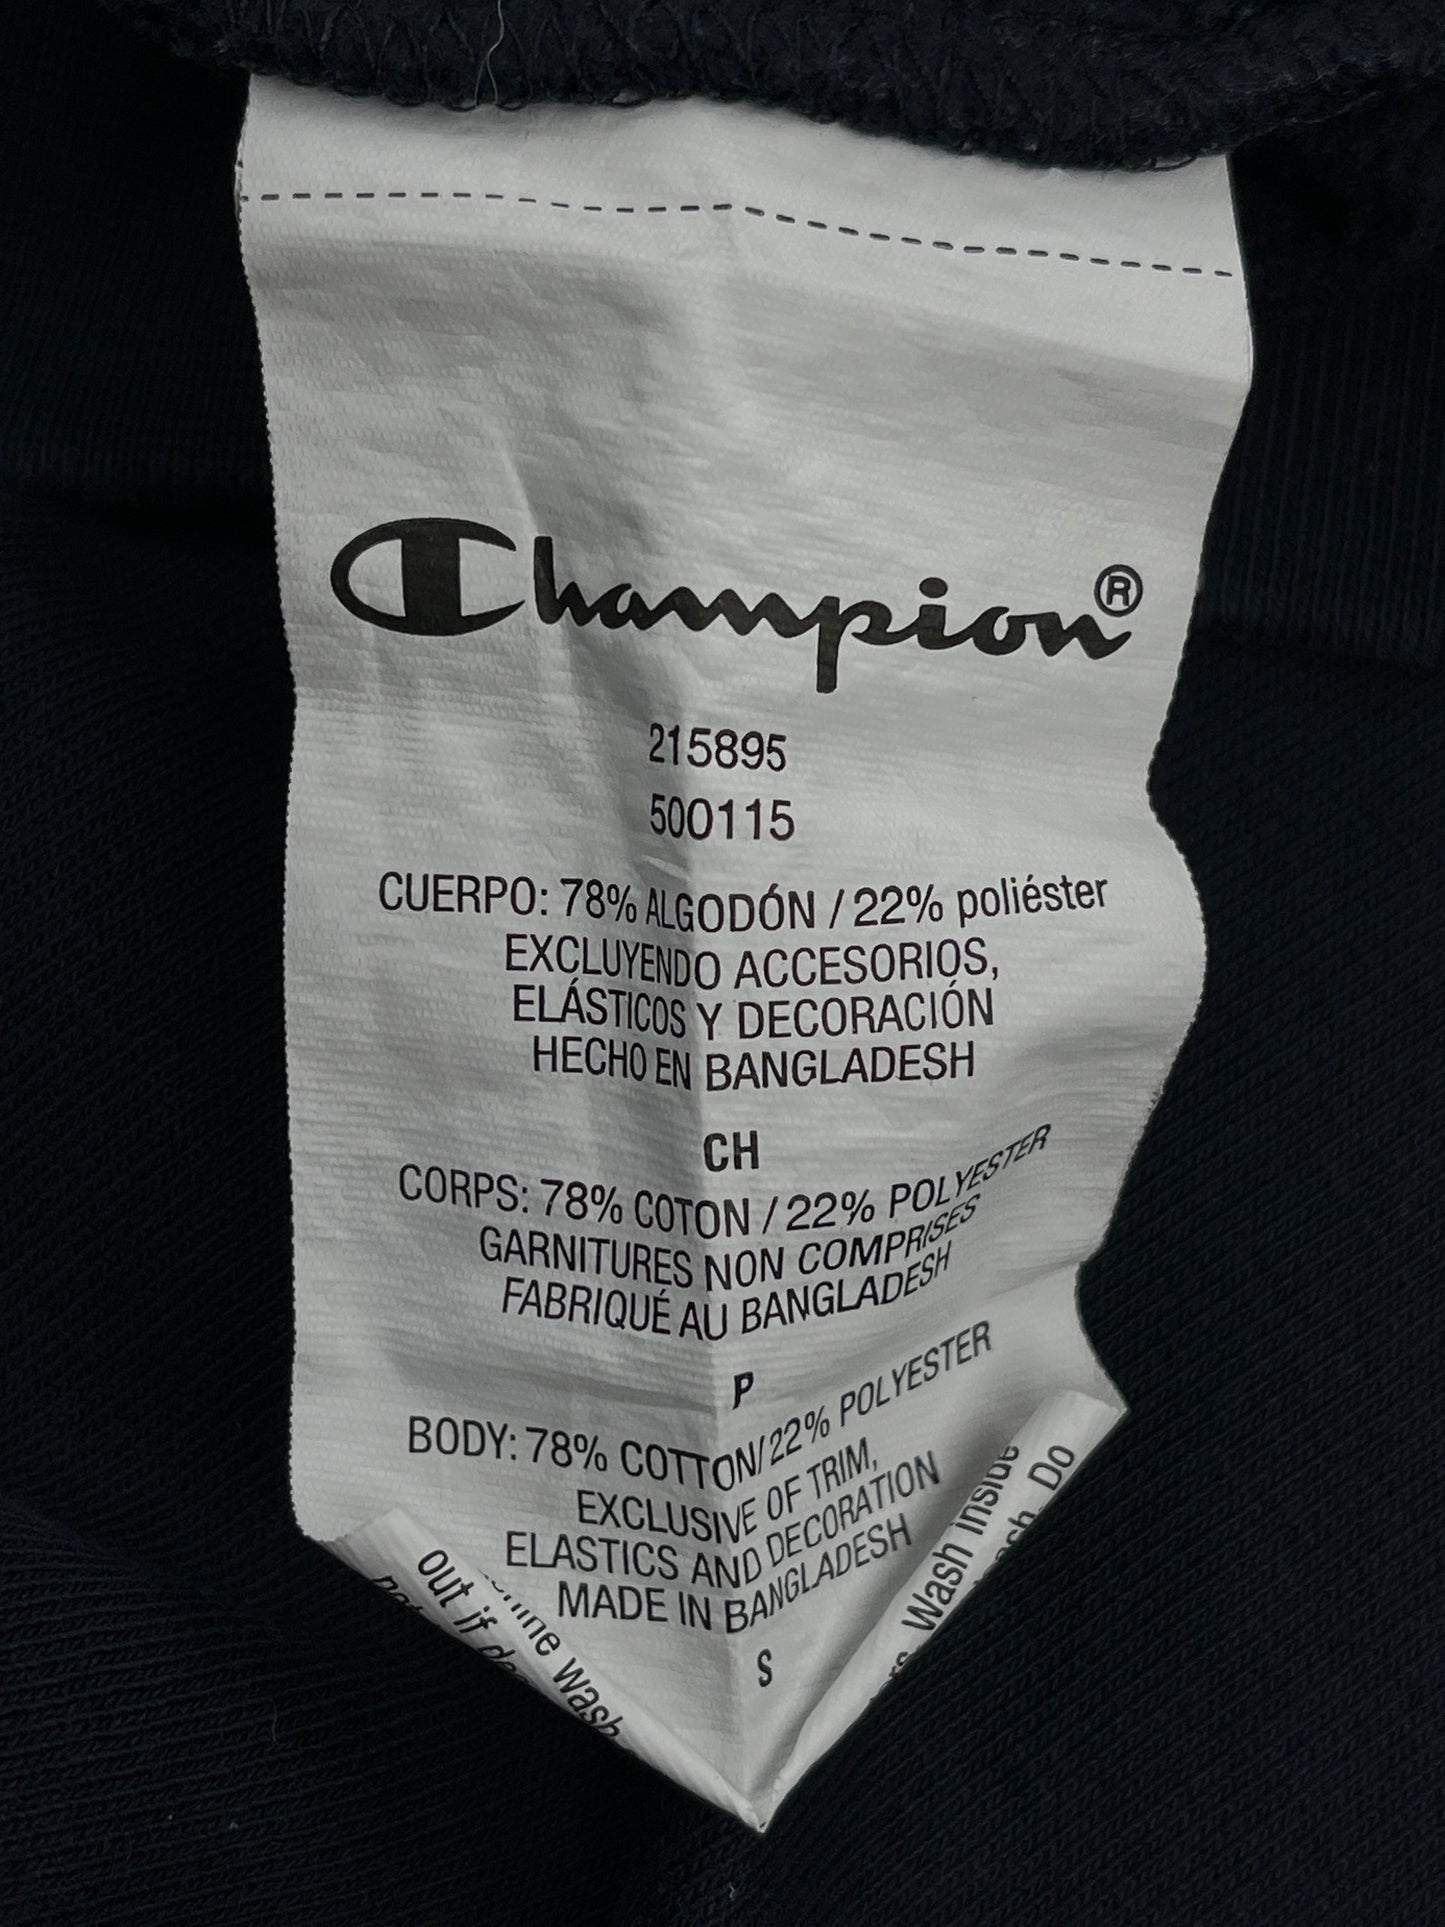 Champion®
215895
500115
CUERPO: 78% ALGODÓN / 22% poliéster
EXCLUYENDO ACCESORIOS,
ELÁSTICOS Y DECORACIÓN
HECHO EN BANGLADESH
CH
CORPS: 78% COTON / 22% POLYESTER
GARNITURES NON COMPRISES
FABRIQUÉ AU BANGLADESH
P
BODY: 78% COTTON/22% POLYESTER
EXCLUSIVE OF TRIM,
ELASTICS AND DECORATION
MADE IN BANGLADESH
S
wash
out if
Wash inside
Do